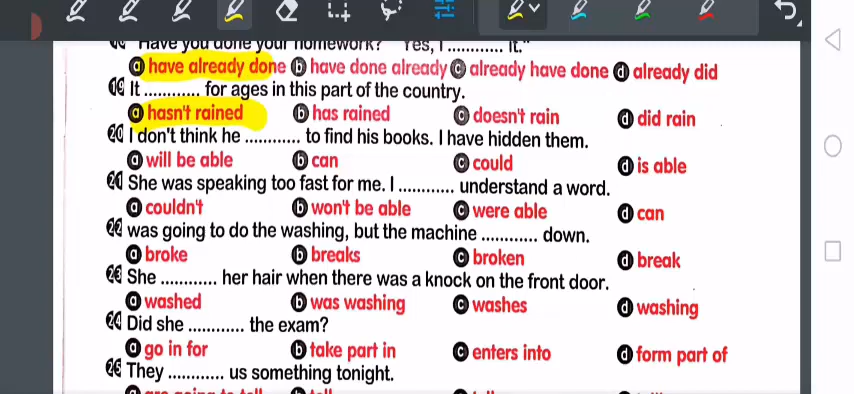 "Have you done your homework? "Yes, I ............ it."
ⓐ have already done ⓑ have done already ⓒ already have done ⓓ already did
⑲ It ............ for ages in this part of the country.
ⓐ hasn't rained ⓑ has rained ⓒ doesn't rain ⓓ did rain
⑳ I don't think he ............ to find his books. I have hidden them.
ⓐ will be able ⓑ can ⓒ could ⓓ is able
㉑ She was speaking too fast for me. I ............ understand a word.
ⓐ couldn't ⓑ won't be able ⓒ were able ⓓ can
㉒ was going to do the washing, but the machine ............ down.
ⓐ broke ⓑ breaks ⓒ broken ⓓ break
㉓ She ............ her hair when there was a knock on the front door.
ⓐ washed ⓑ was washing ⓒ washes ⓓ washing
㉔ Did she ............ the exam?
ⓐ go in for ⓑ take part in ⓒ enters into ⓓ form part of
㉕ They ............ us something tonight.